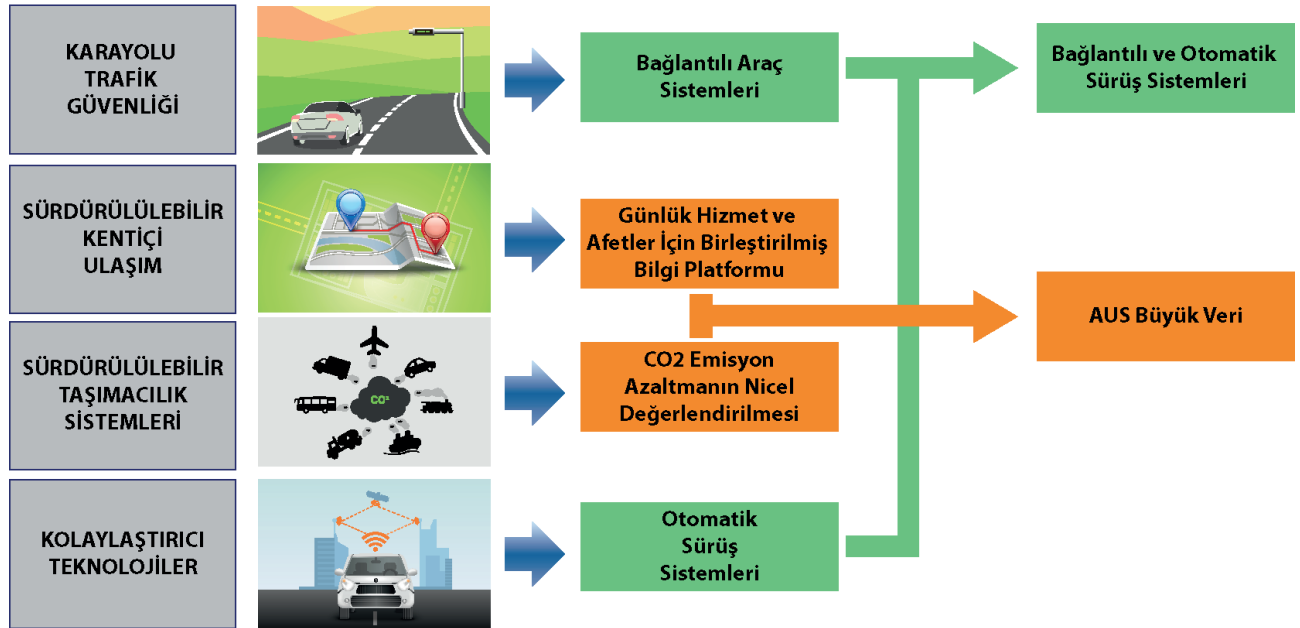 KARAYOLU
TRAFİK
GÜVENLİĞİ
Bağlantılı Araç
Sistemleri
Bağlantılı ve Otomatik
Sürüş Sistemleri
SÜRDÜRÜLÜLEBİLİR
KENTİÇİ
ULAŞIM
Günlük Hizmet ve
Afetler İçin Birleştirilmiş
Bilgi Platformu
AUS Büyük Veri
SÜRDÜRÜLÜLEBİLİR
TAŞIMACILIK
SİSTEMLERİ
CO²
CO2 Emisyon
Azaltmanın Nicel
Değerlendirilmesi
KOLAYLAŞTIRICI
TEKNOLOJİLER
Otomatik
Sürüş
Sistemleri